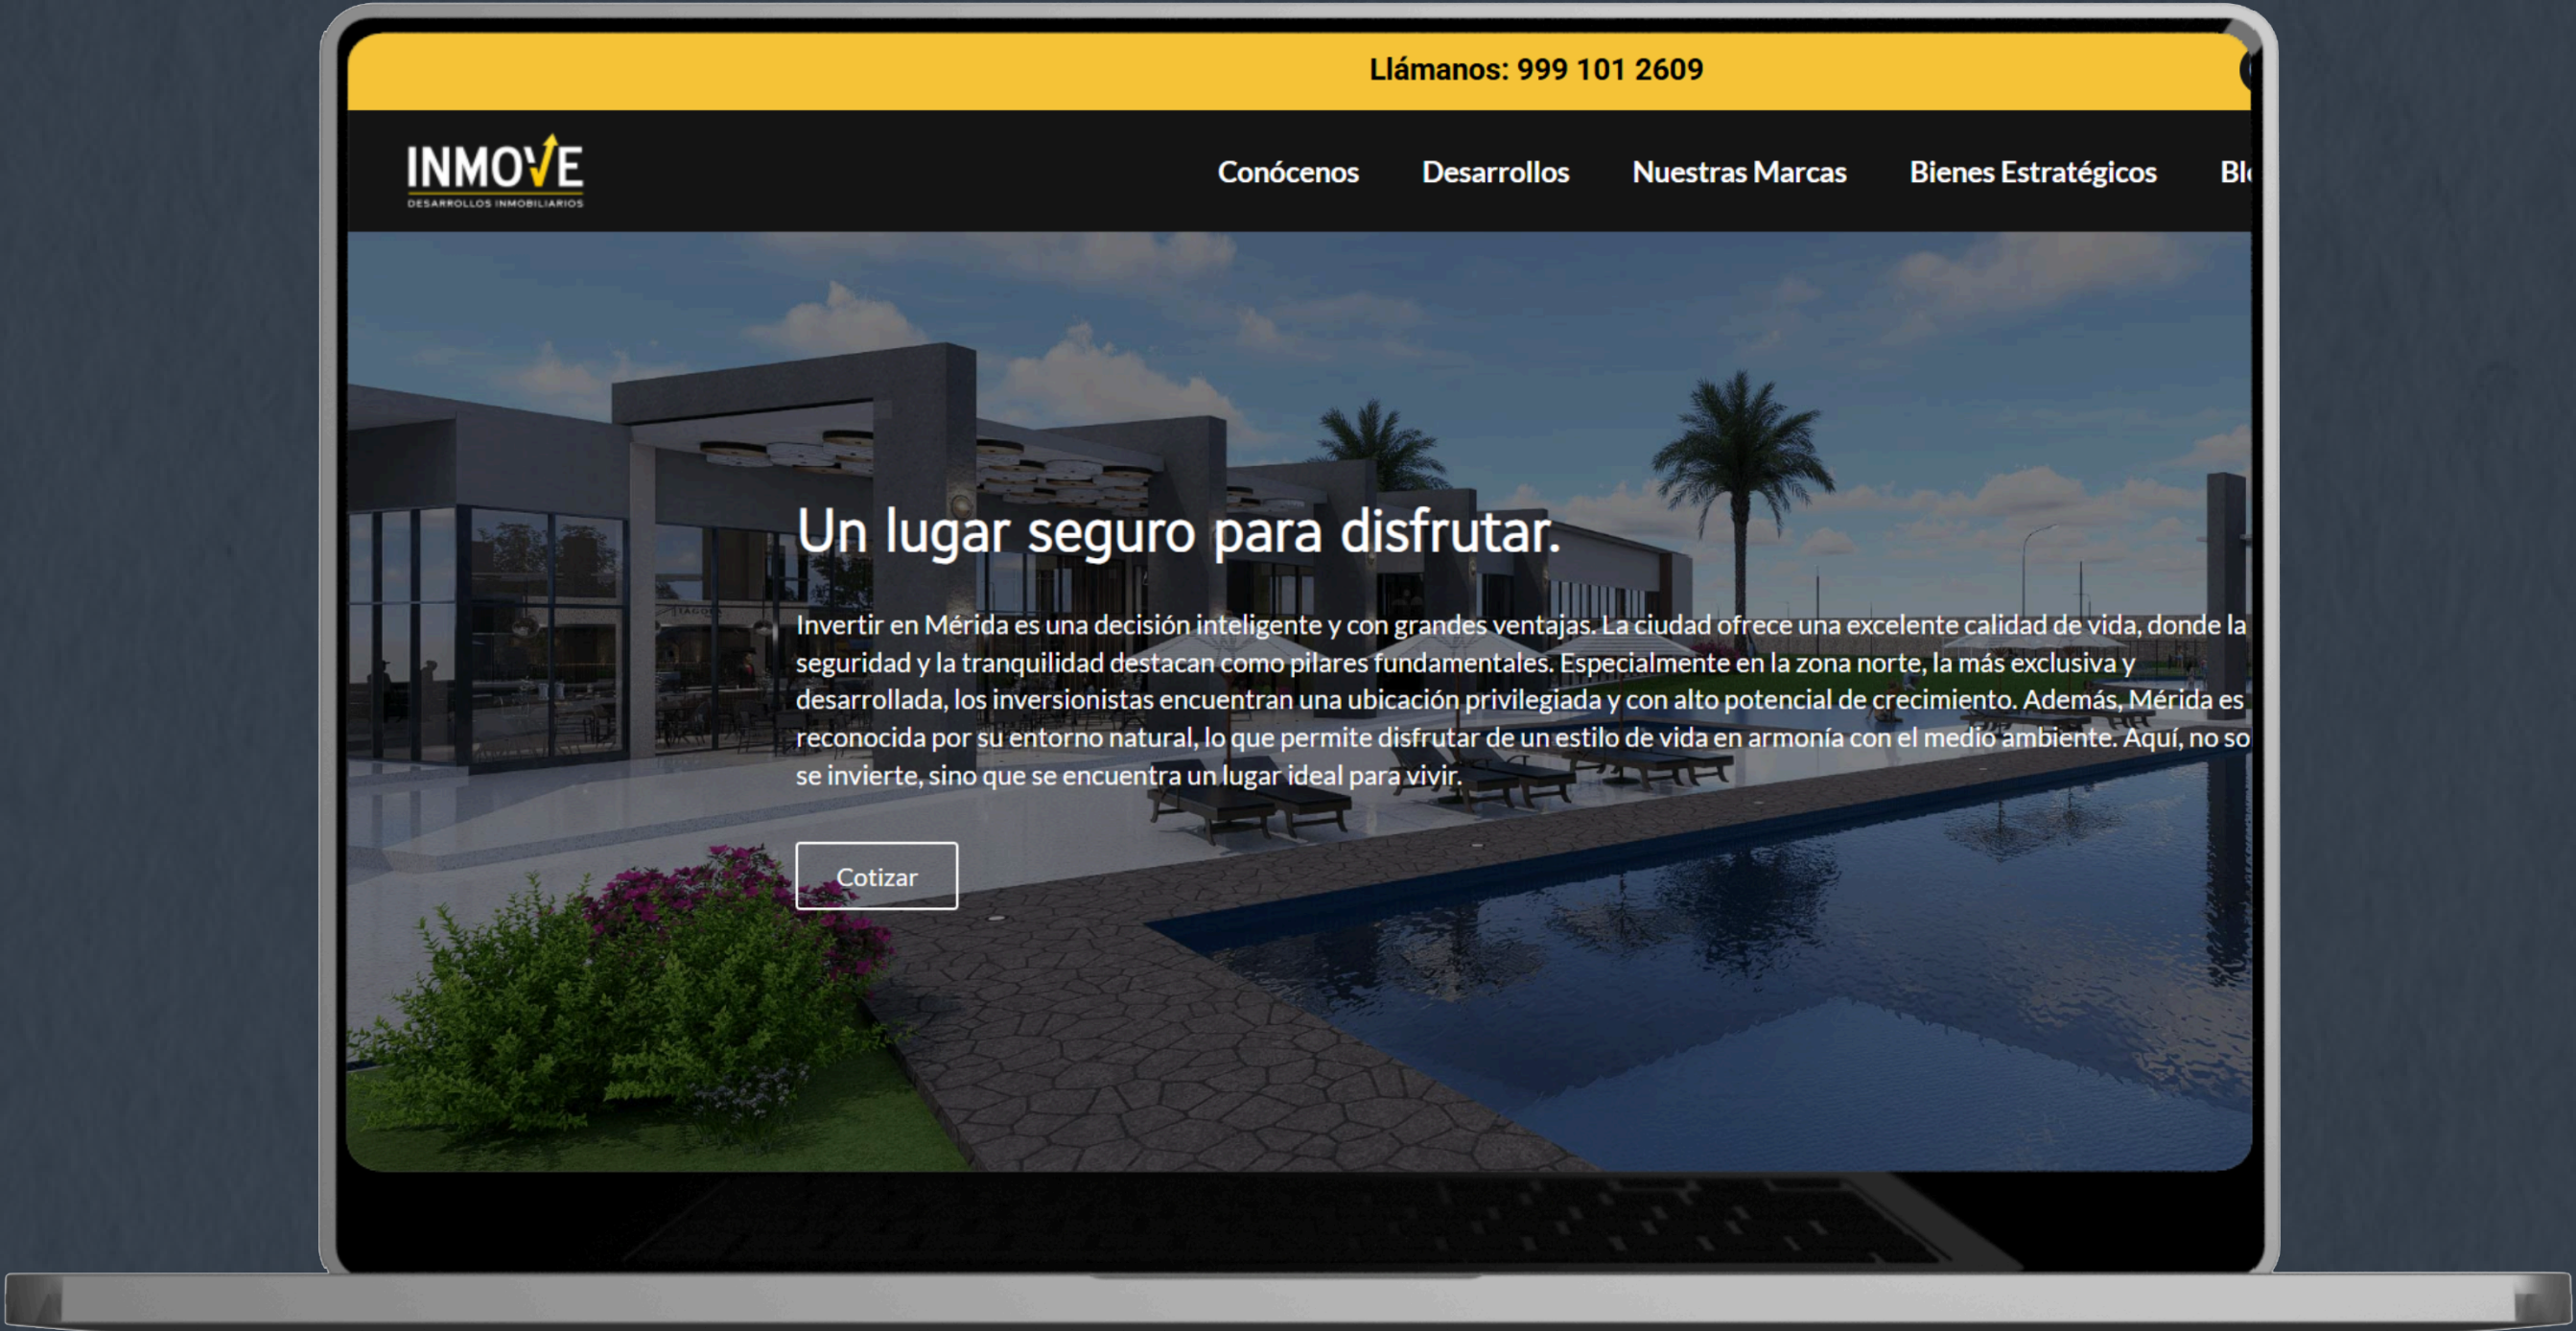 Llámanos: 999 101 2609
INMOVE
DESARROLLOS INMOBILIARIOS
Conócenos Desarrollos Nuestras Marcas Bienes Estratégicos
Un lugar seguro para disfrutar.
Invertir en Mérida es una decisión inteligente y con grandes ventajas. La ciudad ofrece una excelente calidad de vida, donde la
seguridad y la tranquilidad destacan como pilares fundamentales. Especialmente en la zona norte, la más exclusiva y
desarrollada, los inversionistas encuentran una ubicación privilegiada y con alto potencial de crecimiento. Además, Mérida es
reconocida por su entorno natural, lo que permite disfrutar de un estilo de vida en armonía con el medio ambiente. Aquí, no so
se invierte, sino que se encuentra un lugar ideal para vivir.
Cotizar